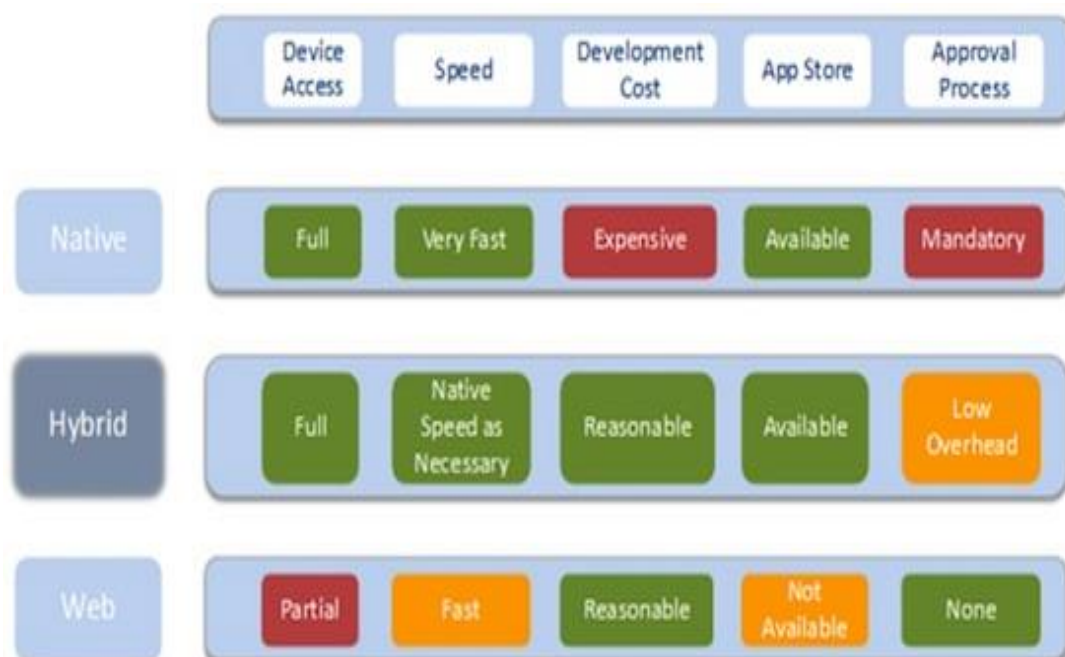 Device Access
Speed
Development Cost
App Store
Approval Process
Native
Full
Very Fast
Expensive
Available
Mandatory
Hybrid
Full
Native Speed as Necessary
Reasonable
Available
Low Overhead
Web
Partial
Fast
Reasonable
Not Available
None